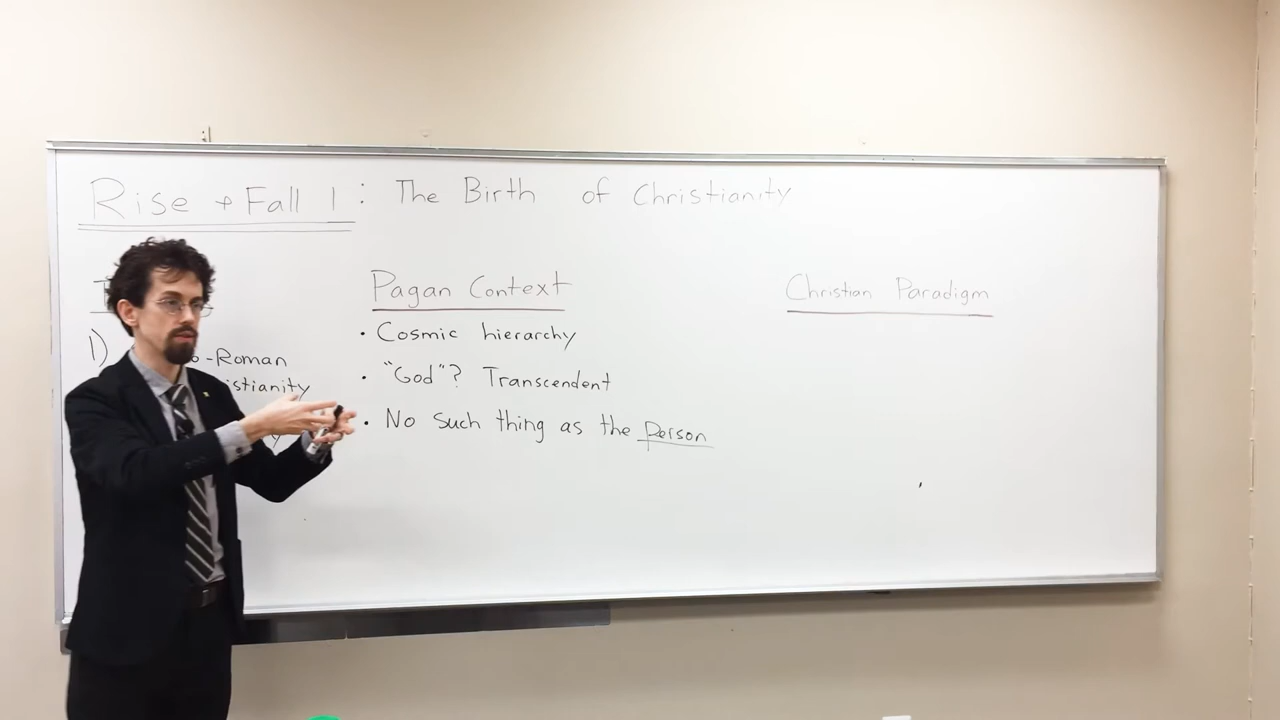 Rise + Fall 1: The Birth of Christianity
Pagan Context
• Cosmic hierarchy
• "God"? Transcendent
• No such thing as the person
Christian Paradigm
1)
-Roman